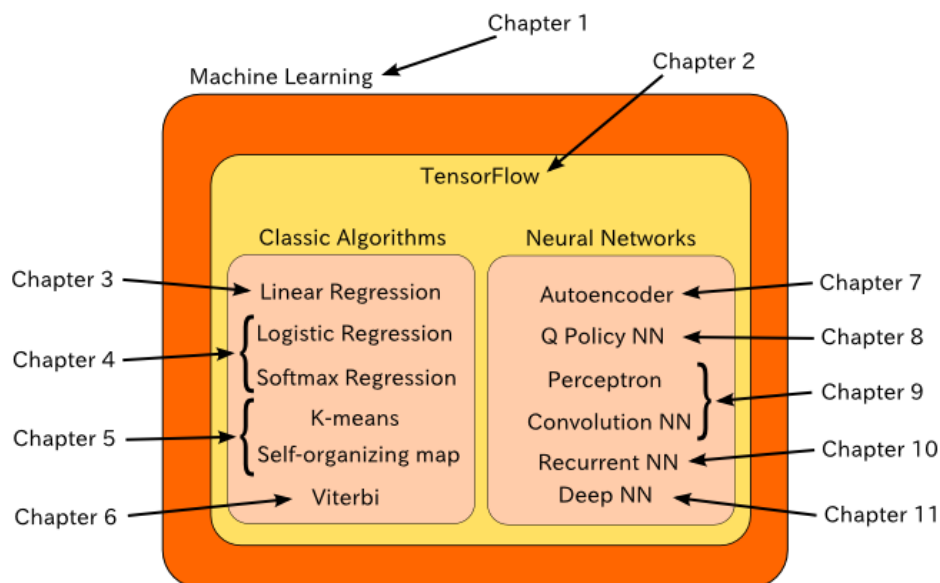 Chapter 1
Machine Learning
Chapter 2
TensorFlow
Classic Algorithms
Neural Networks
Chapter 3
Linear Regression
Autoencoder
Chapter 7
Logistic Regression
Q Policy NN
Chapter 8
Chapter 4
Softmax Regression
Perceptron
Chapter 9
K-means
Convolution NN
Chapter 5
Self-organizing map
Recurrent NN
Chapter 10
Viterbi
Deep NN
Chapter 6
Chapter 11